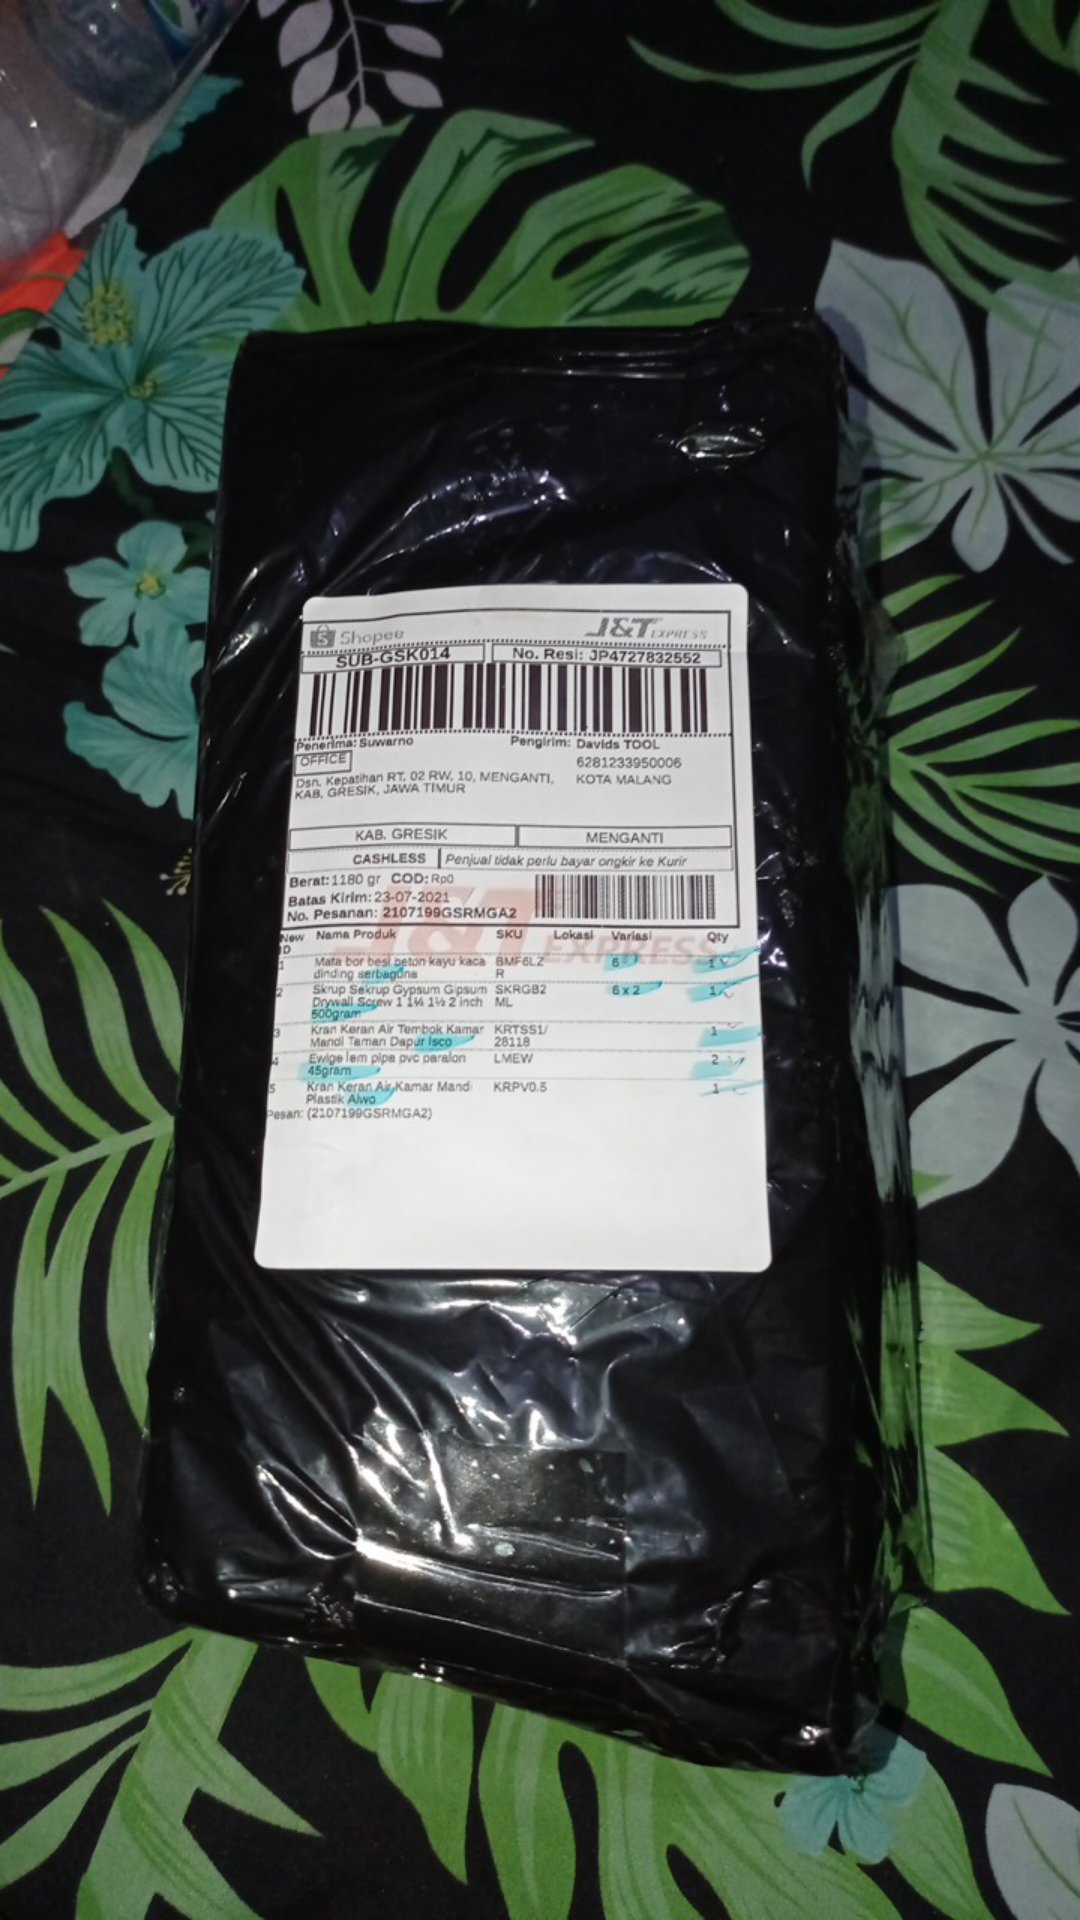 Shopee
J&T EXPRESS
SUB-GSK014
No. Resi: JP4727832552
Penerima: Suwarno
Pengirim: Davids TOOL
OFFICE
6281233950006
Dsn. Kepatihan RT. 02 RW. 10, MENGANTI,
KOTA MALANG
KAB. GRESIK, JAWA TIMUR
KAB. GRESIK
MENGANTI
CASHLESS
Penjual tidak perlu bayar ongkir ke Kurir
Berat: 1180 gr COD: Rp0
Batas Kirim: 23-07-2021
No. Pesanan: 2107199GSRMGA2
J&T EXPRESS
New Nama Produk SKU Lokasi Variasi Qty
ID
1 Mata bor besi beton kayu kaca BMF6LZ 6 1
dinding serbaguna R
2 Skrup Sekrup Gypsum Gipsum SKRGB2 6 x 2 1
Drywall Screw 1 1¼ 1½ 2 inch ML
500gram
3 Kran Keran Air Tembok Kamar KRTSS1/ 1
Mandi Taman Dapur Isco 28118
4 Ewige lem pipa pvc paralon LMEW 2
45gram
5 Kran Keran Air Kamar Mandi KRPV0.5 1
Plastik Aiwo
Pesan: (2107199GSRMGA2)